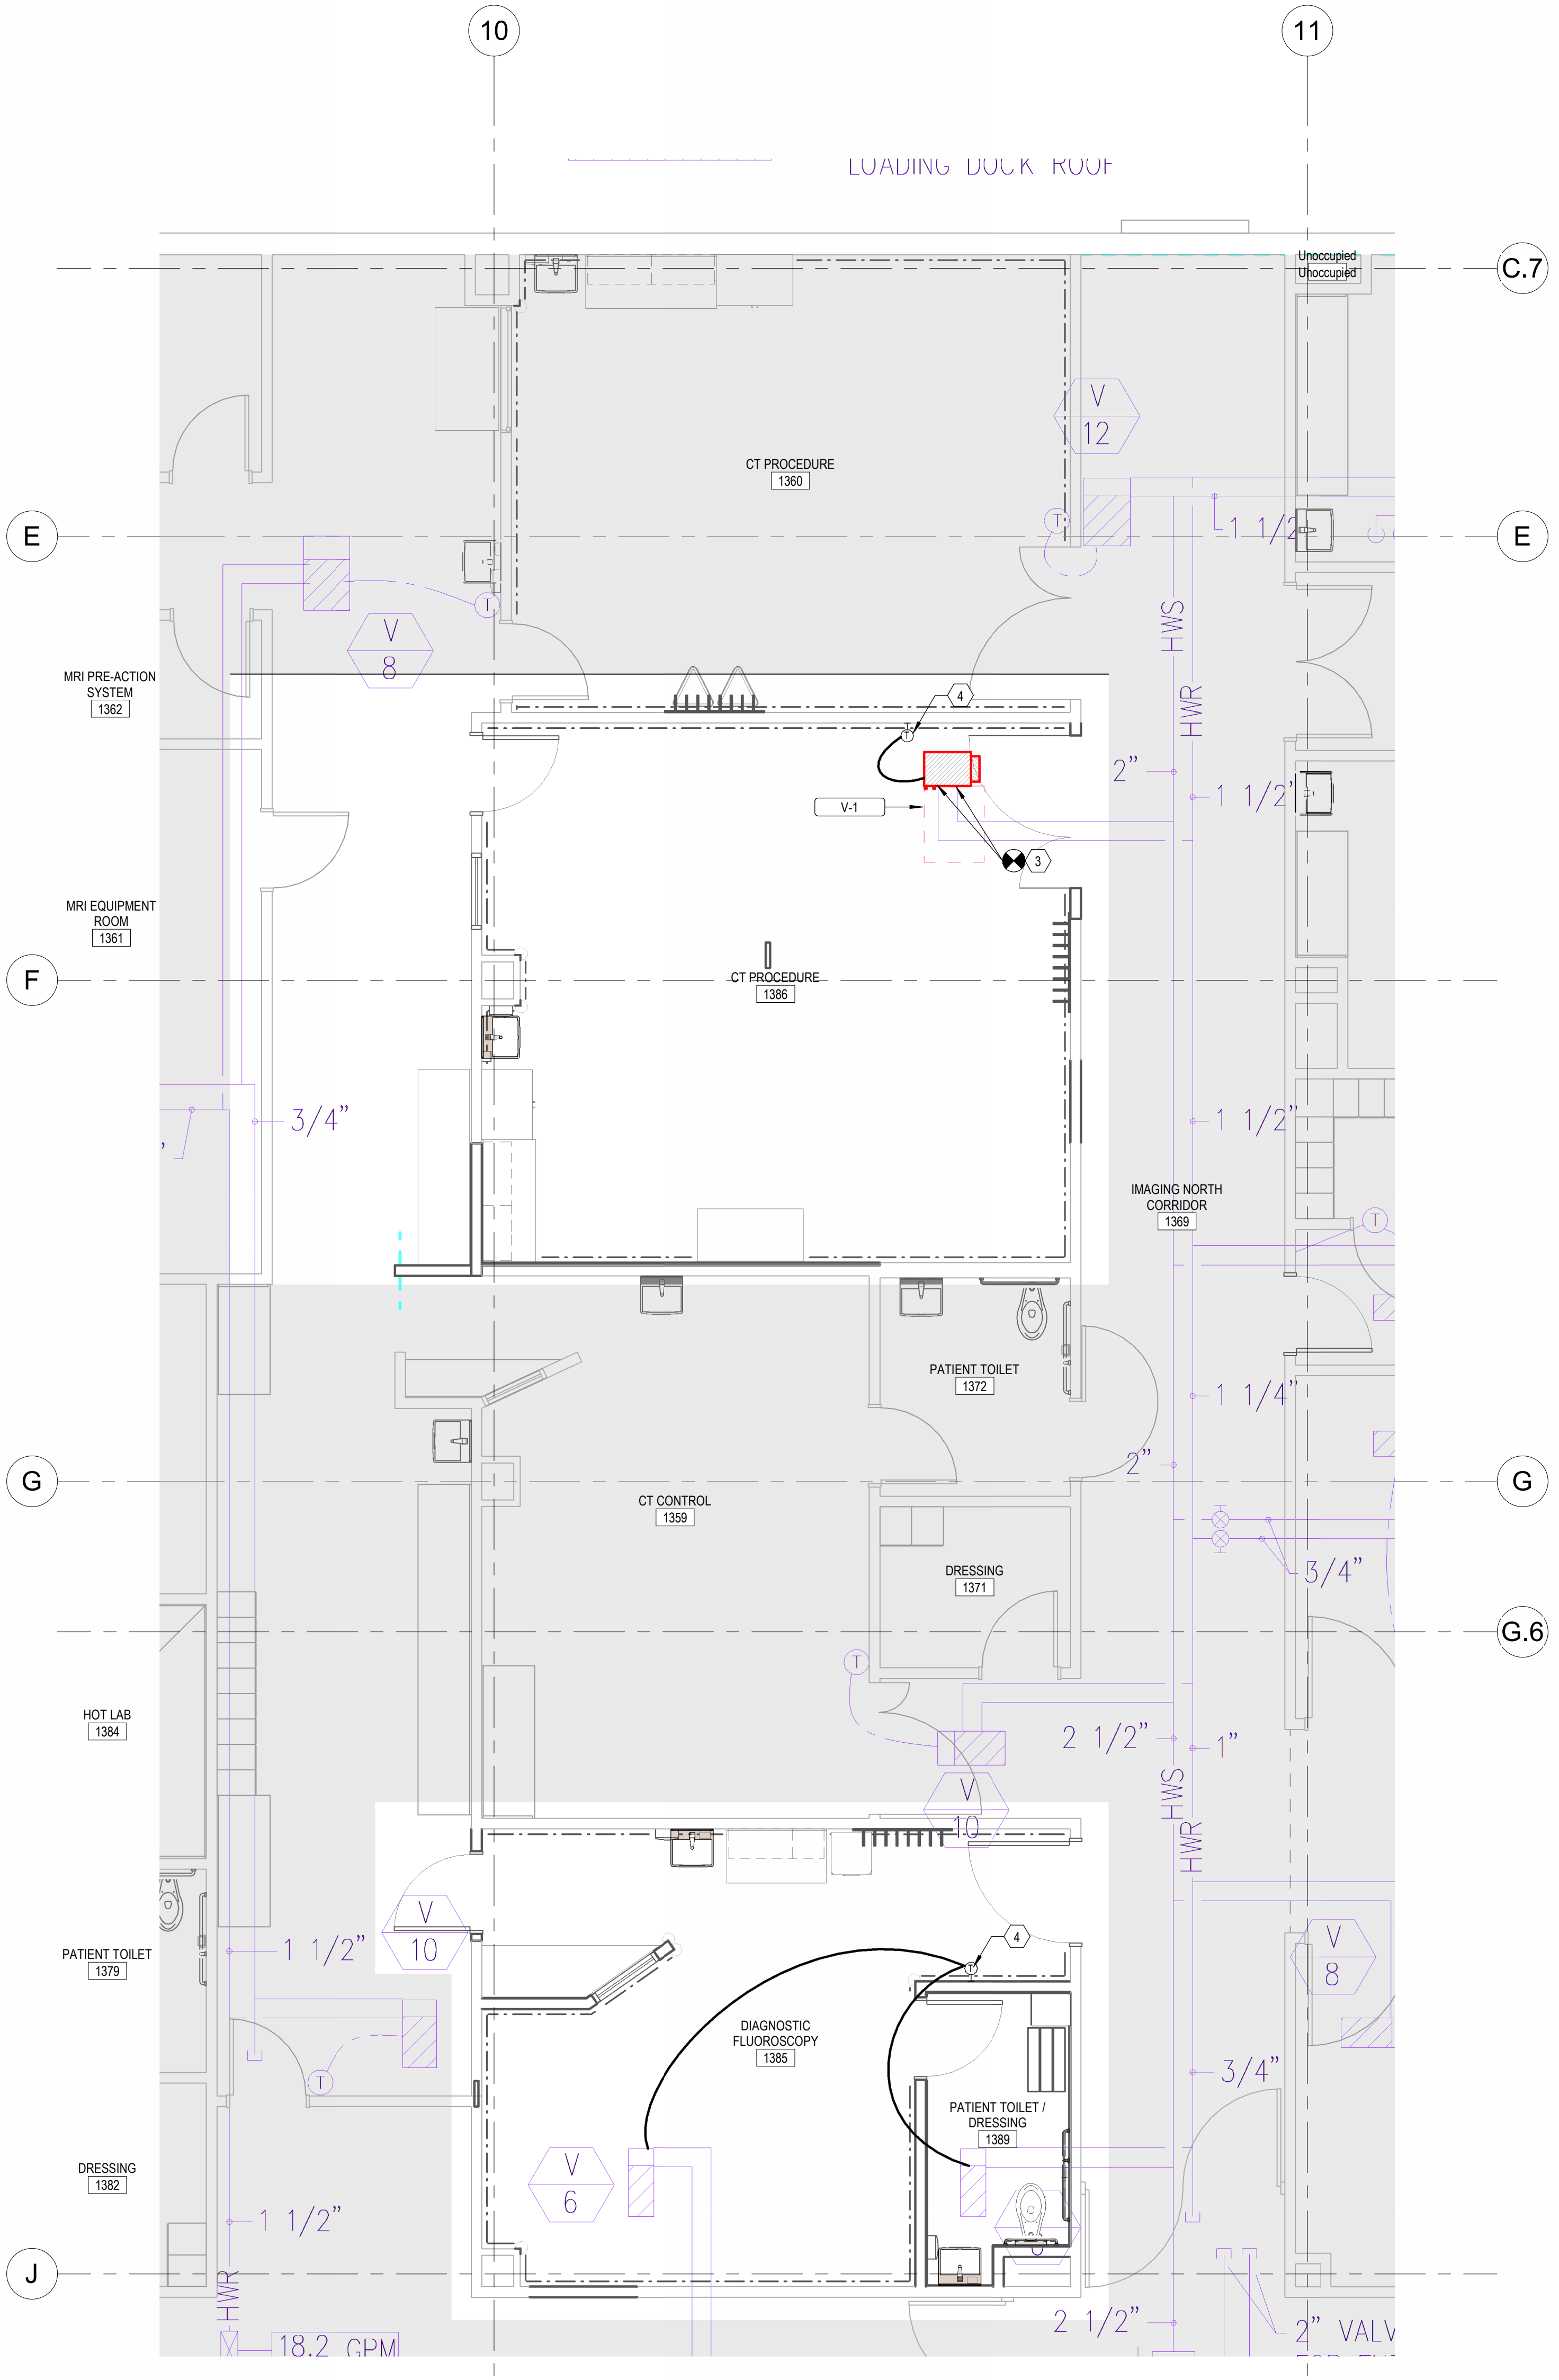 10
11
LOADING DOCK ROOF
Unoccupied
Unoccupied
C.7
V
12
CT PROCEDURE
1360
T
E
E
1 1/2
T
HWS
V
8
HWR
MRI PRE-ACTION
SYSTEM
1362
4
T
2"
1 1/2"
V-1
3
MRI EQUIPMENT
ROOM
1361
F
CT PROCEDURE
1386
3/4"
1 1/2"
IMAGING NORTH
CORRIDOR
1369
T
PATIENT TOILET
1372
1 1/4"
2"
G
G
CT CONTROL
1359
DRESSING
1371
3/4"
G.6
T
HOT LAB
1384
2 1/2"
1"
HWS
V
10
HWR
V
10
4
1 1/2"
V
8
PATIENT TOILET
1379
T
DIAGNOSTIC
FLUOROSCOPY
1385
T
3/4"
PATIENT TOILET /
DRESSING
1389
V
6
DRESSING
1382
1 1/2"
J
HWR
2 1/2"
2" VALV
18.2 GPM